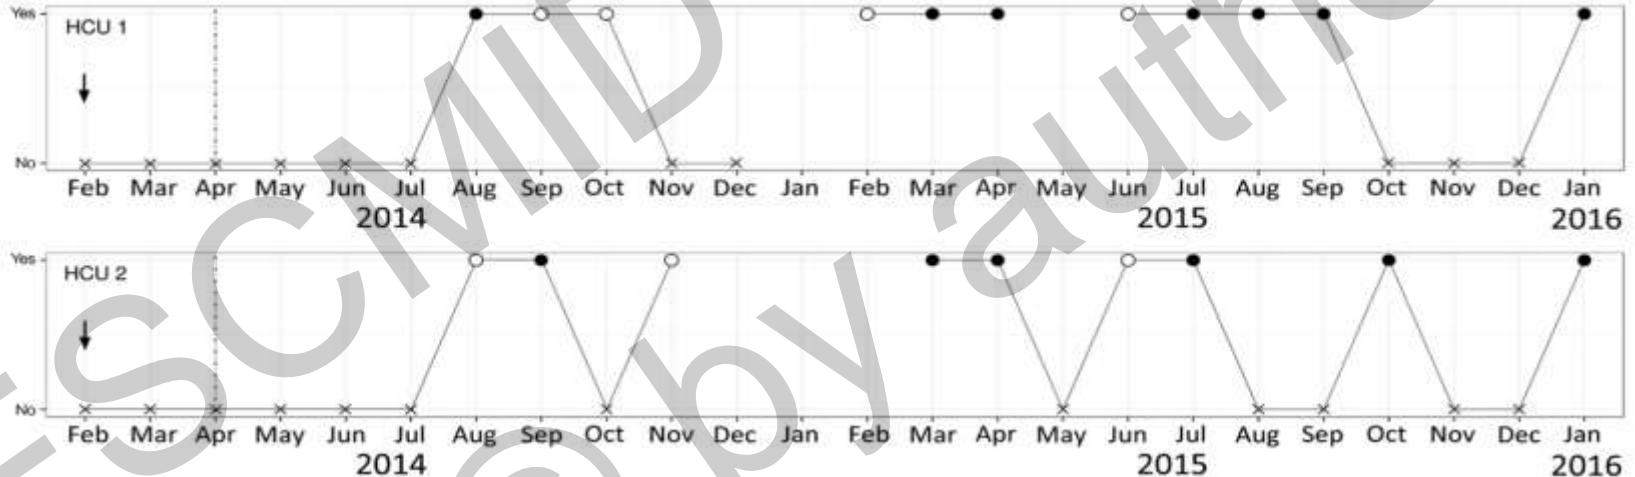 Yes
HCU 1
No
Feb Mar Apr May Jun Jul Aug Sep Oct Nov Dec Jan Feb Mar Apr May Jun Jul Aug Sep Oct Nov Dec Jan
2014 2015 2016
Yes
HCU 2
No
Feb Mar Apr May Jun Jul Aug Sep Oct Nov Dec Jan Feb Mar Apr May Jun Jul Aug Sep Oct Nov Dec Jan
2014 2015 2016
ESCMID
© by auth